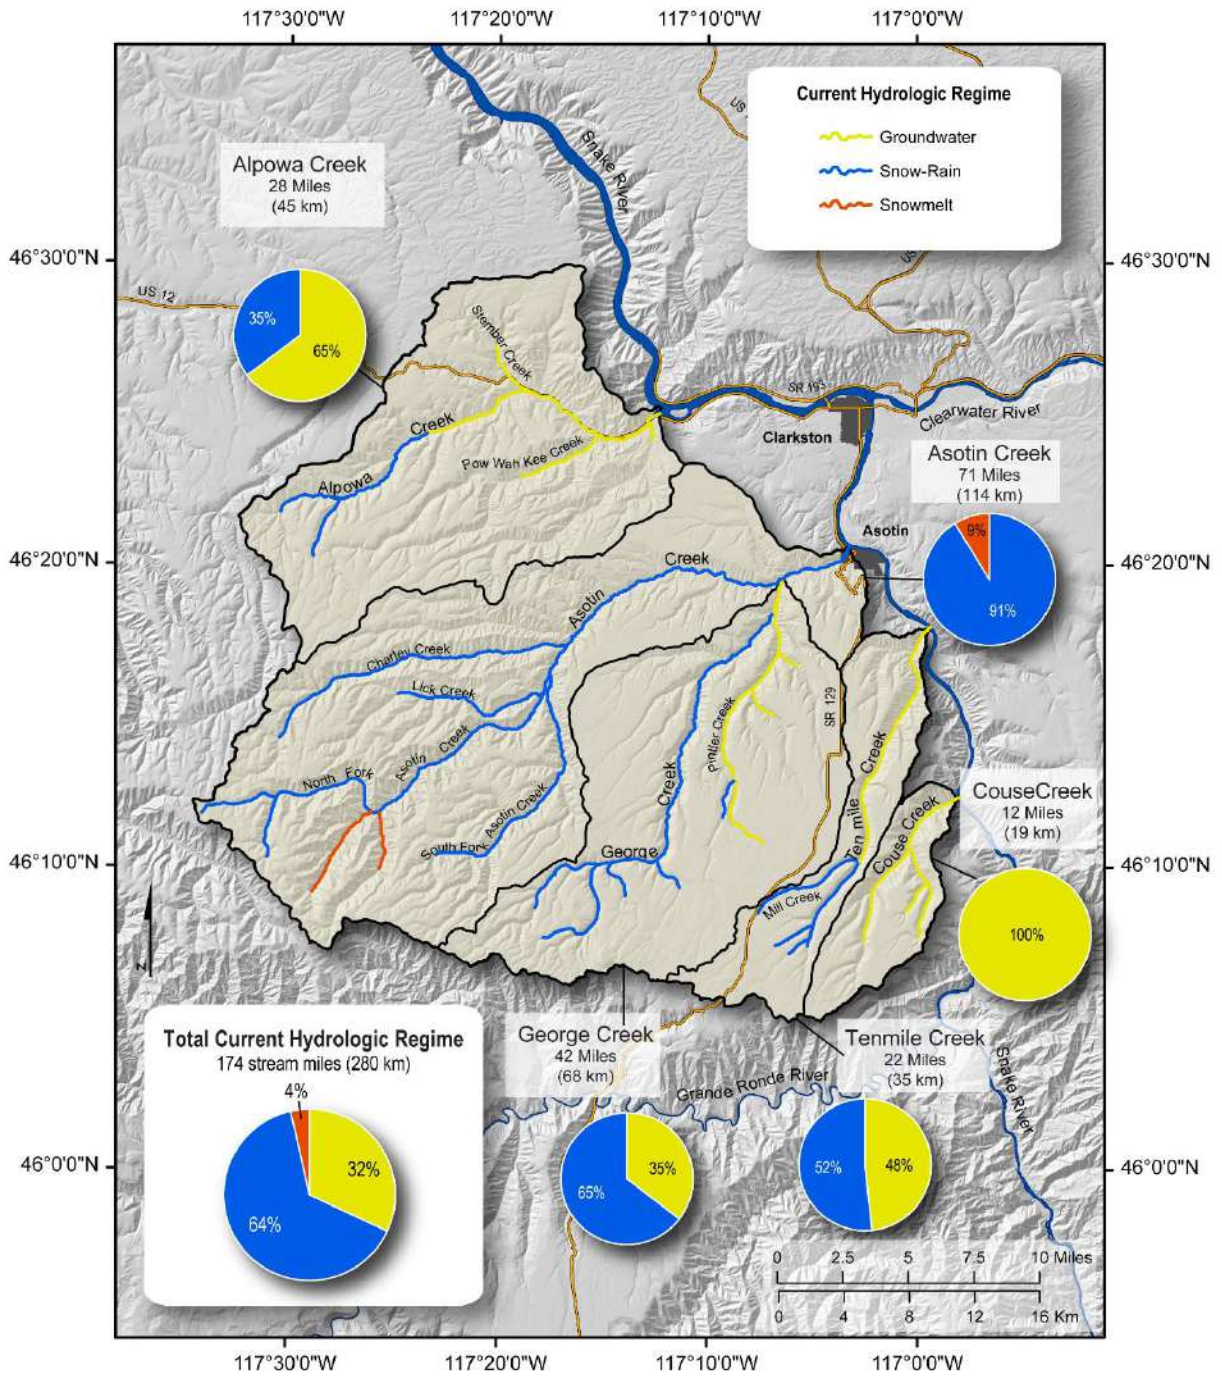 117°30'0"W
117°20'0"W
117°10'0"W
117°0'0"W
Current Hydrologic Regime
Groundwater
Snow-Rain
Snowmelt
US
Snake River
Alpowa Creek
28 Miles
(45 km)
46°30'0"N
46°30'0"N
US
US 12
35%
65%
Stember Creek
SR 193
Clearwater River
Creek
Clarkston
Pow Wah Kee Creek
Alpowa
Asotin Creek
71 Miles
(114 km)
9%
91%
Asotin
46°20'0"N
46°20'0"N
Creek
Asotin
Charley Creek
Lick Creek
Asotin Creek
North Fork
South Fork
Asotin Creek
Pintler Creek
SR 129
Creek
George
Creek
Ten mile
Couse Creek
Mill Creek
CouseCreek
12 Miles
(19 km)
46°10'0"N
46°10'0"N
100%
N
Total Current Hydrologic Regime
174 stream miles (280 km)
4%
32%
64%
George Creek
42 Miles
(68 km)
Tenmile Creek
22 Miles
(35 km)
Grande Ronde River
Snake River
35%
65%
52%
48%
46°0'0"N
46°0'0"N
0 2.5 5 7.5 10 Miles
0 4 8 12 16 Km
117°30'0"W
117°20'0"W
117°10'0"W
117°0'0"W